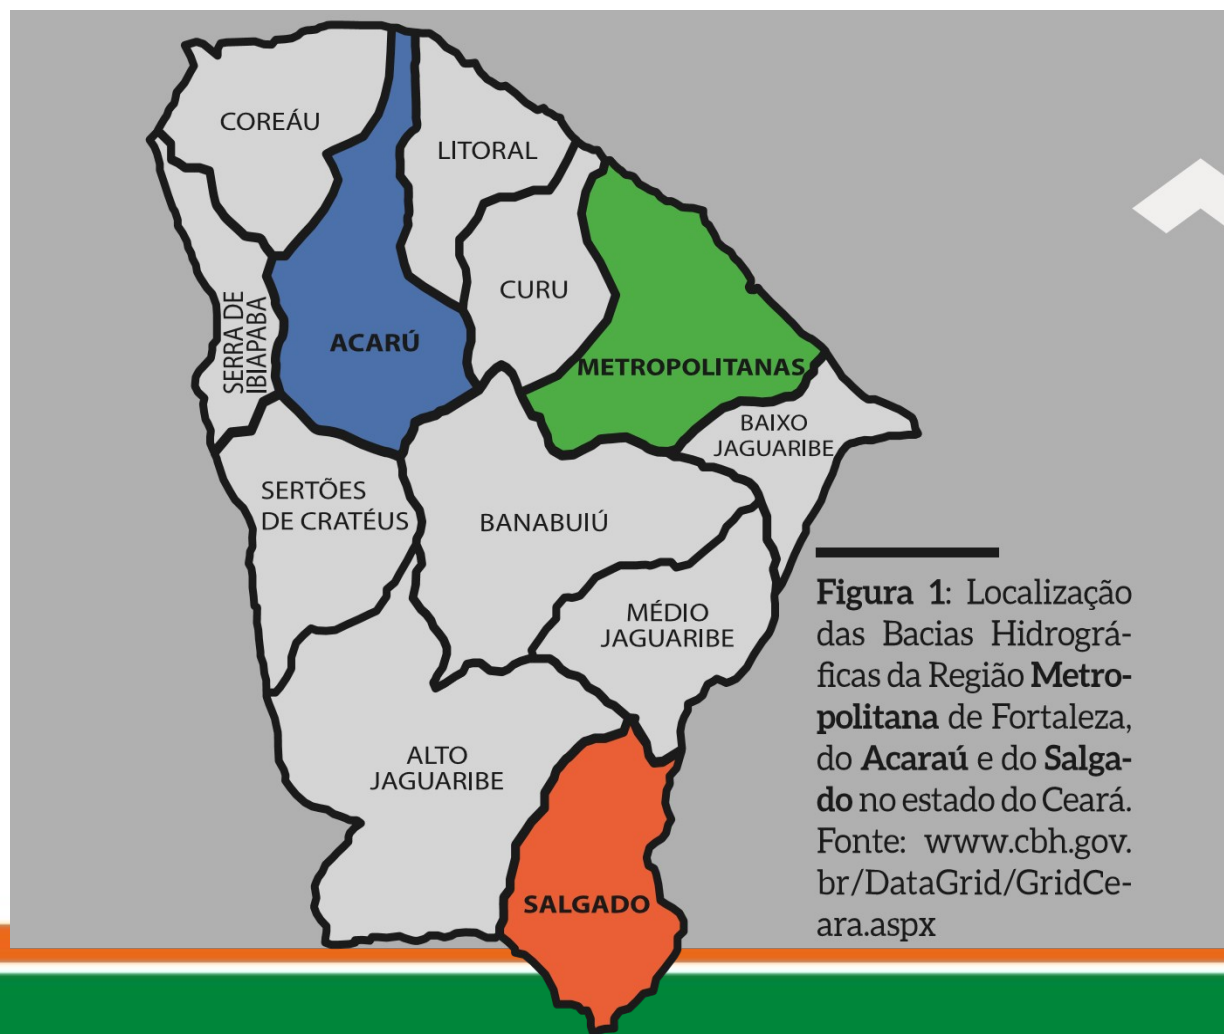 COREÁU
LITORAL
CURU
SERRA DE
IBIAPABA
ACARÚ
METROPOLITANAS
BAIXO
JAGUARIBE
SERTÕES
DE CRATÉUS
BANABUIÚ
MÉDIO
JAGUARIBE
ALTO
JAGUARIBE
SALGADO
Figura 1: Localização
das Bacias Hidrográ-
ficas da Região Metro-
politana de Fortaleza,
do Acaraú e do Salga-
do no estado do Ceará.
Fonte: www.cbh.gov.
br/DataGrid/GridCe-
ara.aspx